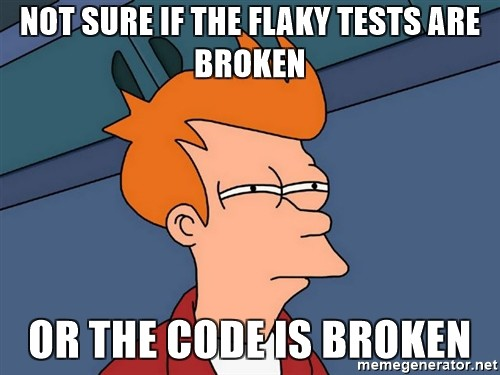 NOT SURE IF THE FLAKY TESTS ARE
BROKEN
OR THE CODE IS BROKEN
memegenerator.net